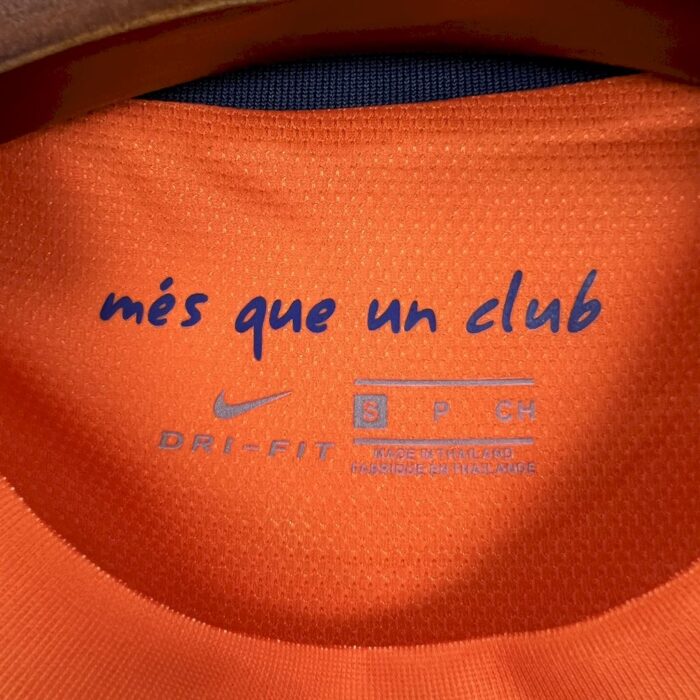 més que un club
DRI-FIT
S P CH
MADE IN THAILAND
FABRIQUÉ EN THAÏLANDE